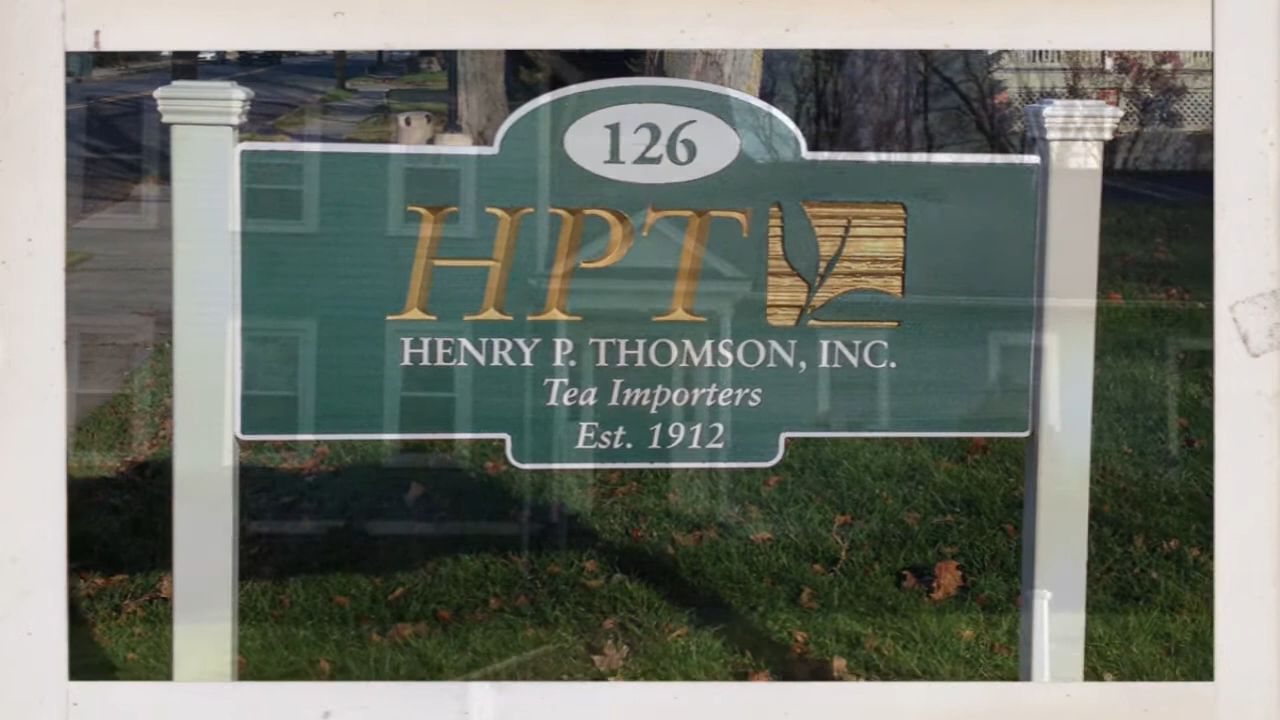 126
HPT
HENRY P. THOMSON, INC.
Tea Importers
Est. 1912